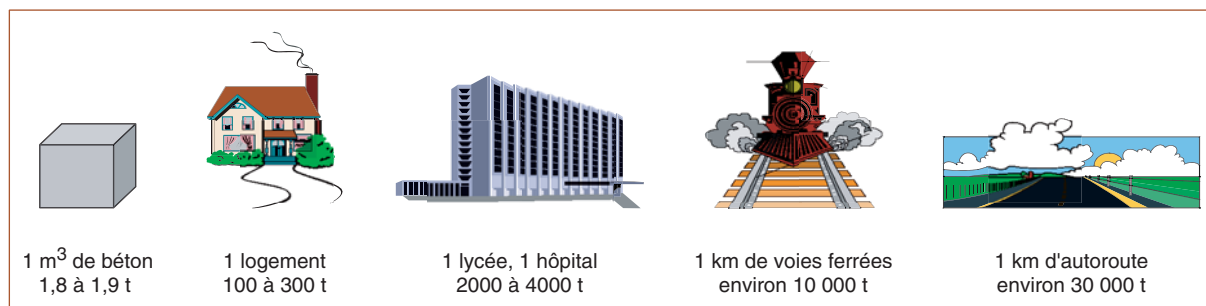 1 m³ de béton
1,8 à 1,9 t
1 logement
100 à 300 t
1 lycée, 1 hôpital
2000 à 4000 t
1 km de voies ferrées
environ 10 000 t
1 km d'autoroute
environ 30 000 t